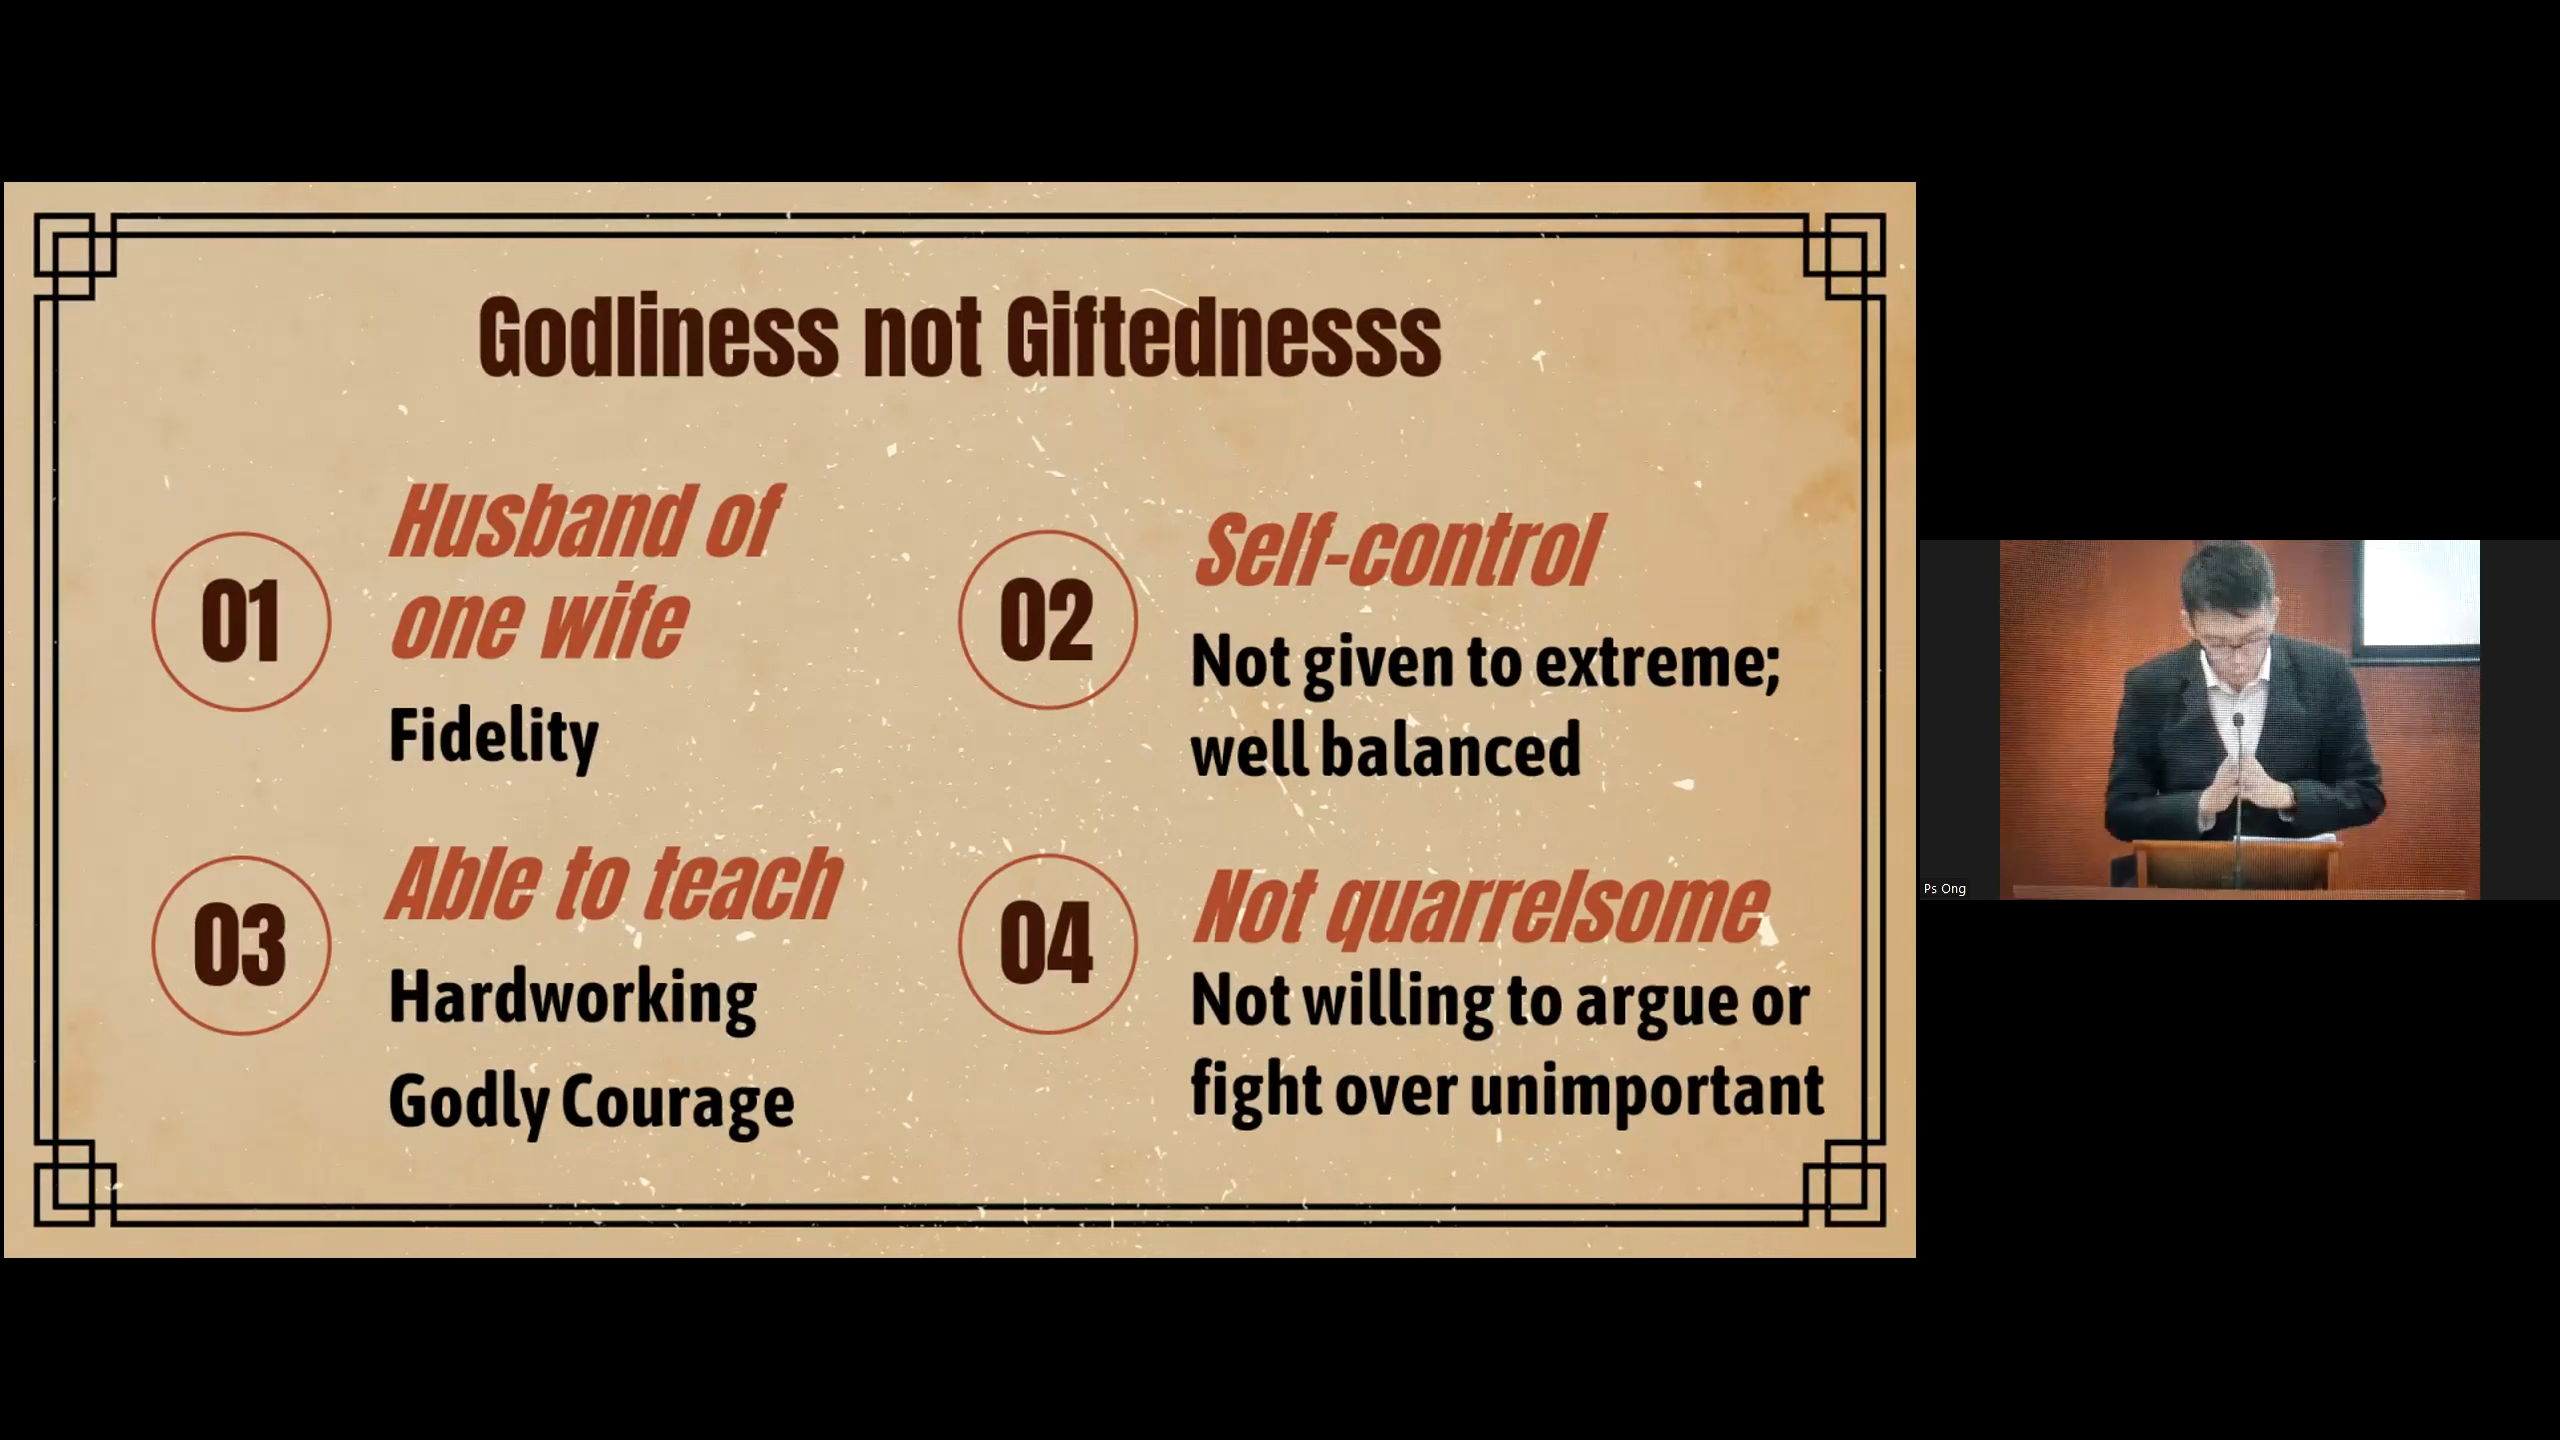 Godliness not Giftednesss
01
Husband of
one wife
Fidelity
02
Self-control
Not given to extreme;
well balanced
03
Able to teach
Hardworking
Godly Courage
04
Not quarrelsome
Not willing to argue or
fight over unimportant
Ps Ong